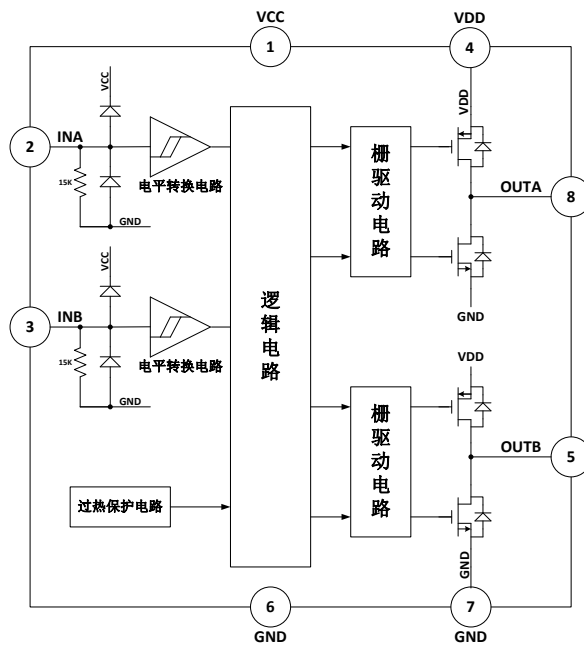 VCC
VDD
1
4
VCC
VDD
2
INA
15K
电平转换电路
GND
栅驱动电路
OUTA
8
GND
VCC
3
INB
15K
电平转换电路
GND
逻辑电路
VDD
栅驱动电路
OUTB
5
过热保护电路
GND
6
7
GND
GND